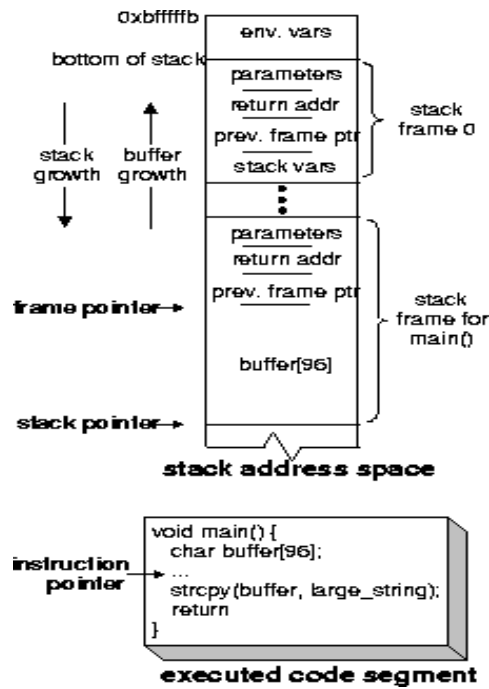 0xbfffffb
env. vars
bottom of stack
parameters
return addr
prev. frame ptr
stack vars
stack
frame 0
stack
growth
buffer
growth
parameters
return addr
prev. frame ptr
frame pointer
stack
frame for
main()
buffer[96]
stack pointer
stack address space
void main() {
char buffer[96];
instruction
pointer
...
strcpy(buffer, large_string);
return
}
executed code segment